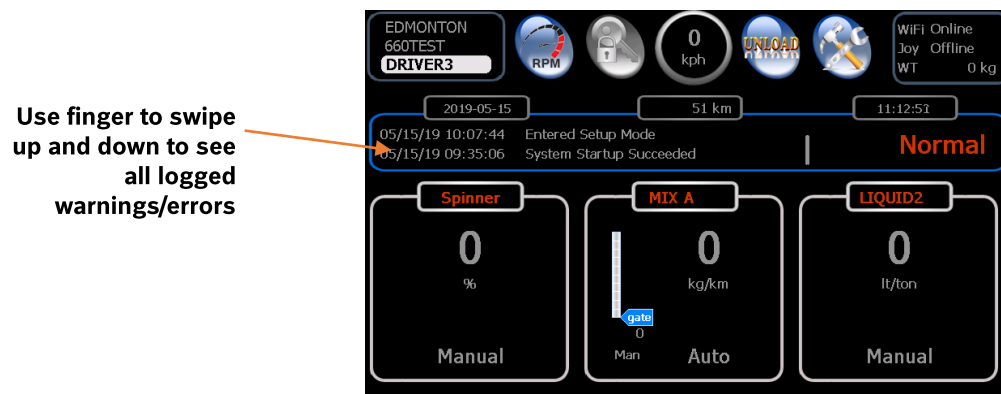 Use finger to swipe
up and down to see
all logged
warnings/errors
EDMONTON
660TEST
DRIVER3
RPM
0
kph
UNLOAD
WiFi Online
Joy Offline
WT 0 kg
2019-05-15
51 km
11:12:51
05/15/19 10:07:44 Entered Setup Mode
05/15/19 09:35:06 System Startup Succeeded
Normal
Spinner
0
%
Manual
MIX A
0
kg/km
gate
0
Man
Auto
LIQUID2
0
lt/ton
Manual